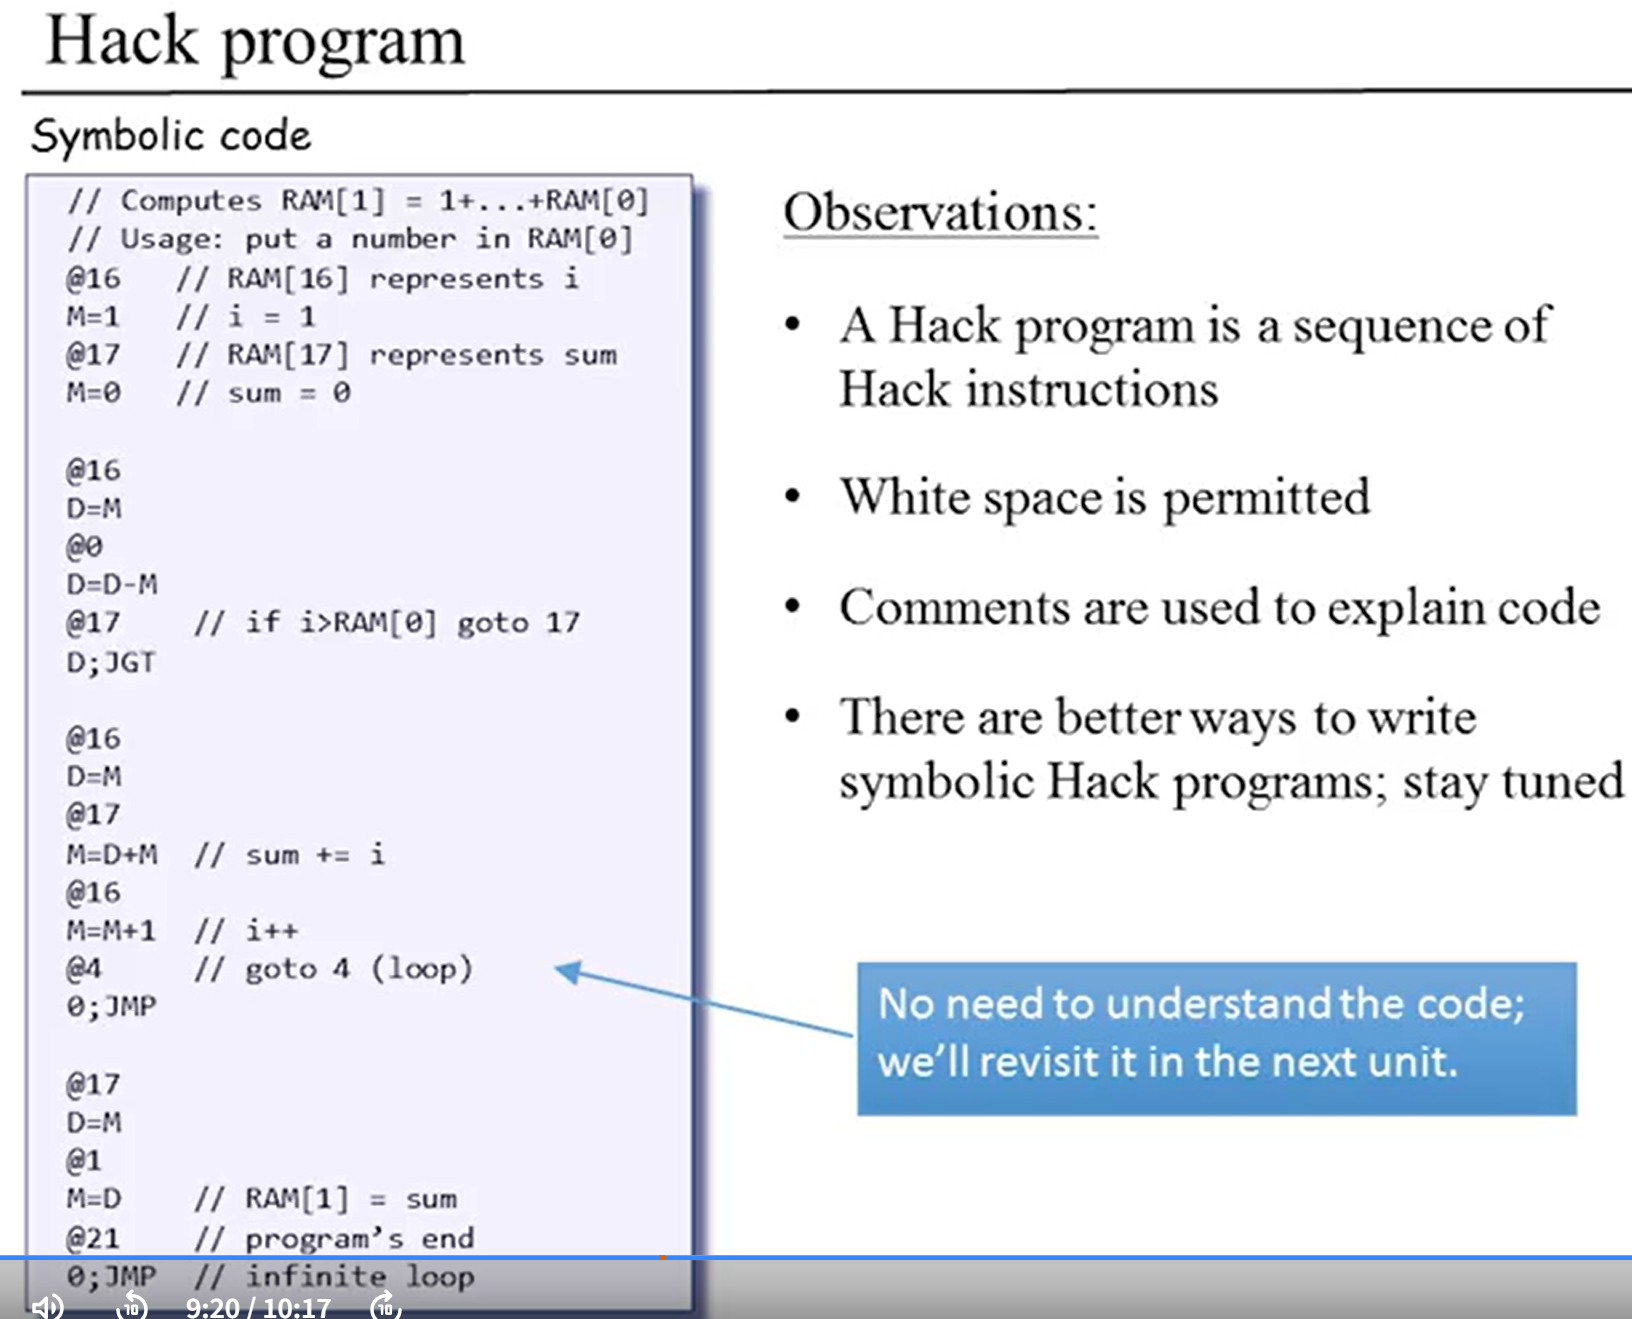 Hack program
Symbolic code
// Computes RAM[1] = 1+...+RAM[0]
// Usage: put a number in RAM[0]
@16 // RAM[16] represents i
M=1 // i = 1
@17 // RAM[17] represents sum
M=0 // sum = 0
@16
D=M
@0
D=D-M
@17 // if i>RAM[0] goto 17
D;JGT
@16
D=M
@17
M=D+M // sum += i
@16
M=M+1 // i++
@4 // goto 4 (loop)
0;JMP
@17
D=M
@1
M=D // RAM[1] = sum
@21 // program’s end
0;JMP // infinite loop
Observations:
• A Hack program is a sequence of
Hack instructions
• White space is permitted
• Comments are used to explain code
• There are better ways to write
symbolic Hack programs; stay tuned
No need to understand the code;
we’ll revisit it in the next unit.
10
9:20 / 10:17
10